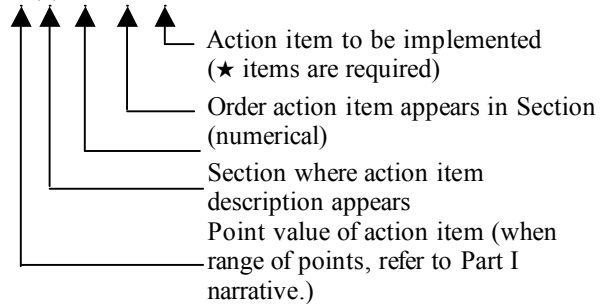 Action item to be implemented
(★ items are required)
Order action item appears in Section
(numerical)
Section where action item
description appears
Point value of action item (when
range of points, refer to Part I
narrative.)